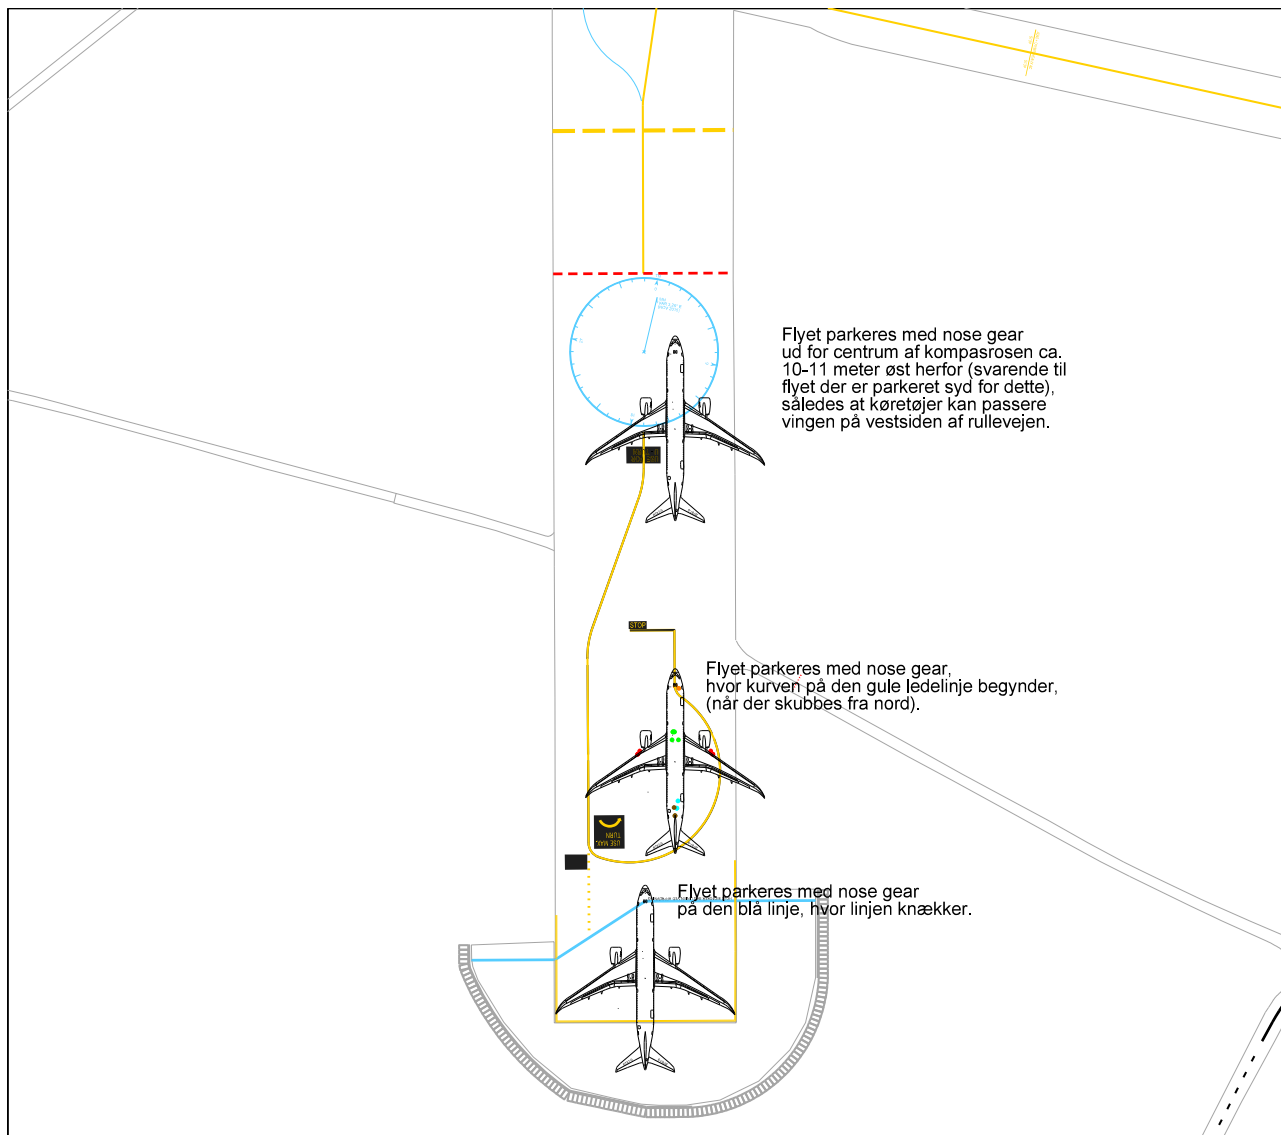 Flyet parkeres med nose gear
ud for centrum af kompasrosen ca.
10-11 meter øst herfor (svarende til
flyet der er parkeret syd for dette),
således at køretøjer kan passere
vingen på vestsiden af rullevejen.
STOP
Flyet parkeres med nose gear,
hvor kurven på den gule ledelinje begynder,
(når der skubbes fra nord).
USE MAX
TURN
Flyet parkeres med nose gear
på den blå linje, hvor linjen knækker.